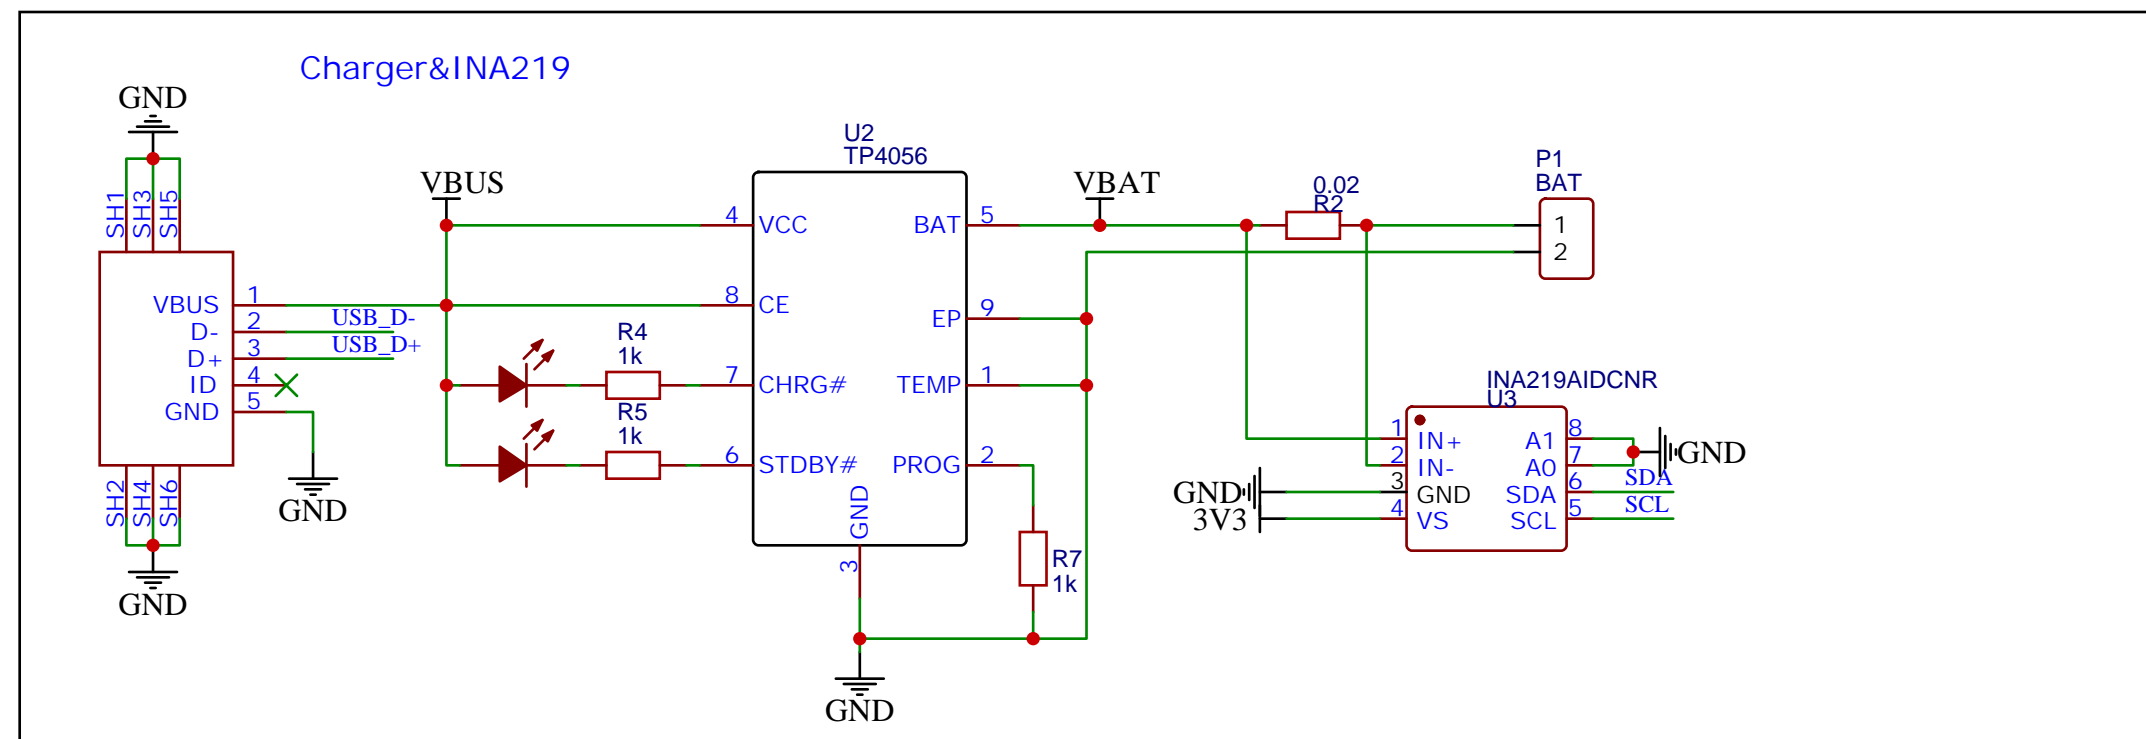 Charger&INA219
GND
SH1
SH3
SH5
VBUS 1
D- 2
D+ 3
ID 4
GND 5
USB_D-
USB_D+
SH2
SH4
SH6
GND
GND
VBUS
R4
1k
R5
1k
U2
TP4056
4 VCC
8 CE
7 CHRG#
6 STDBY#
BAT 5
EP 9
TEMP 1
PROG 2
GND
3
R7
1k
GND
VBAT
0.02
R2
P1
BAT
1
2
INA219AIDCNR
U3
1 IN+
2 IN-
3 GND
4 VS
A1 8
A0 7
SDA 6
SCL 5
GND
3V3
GND
SDA
SCL